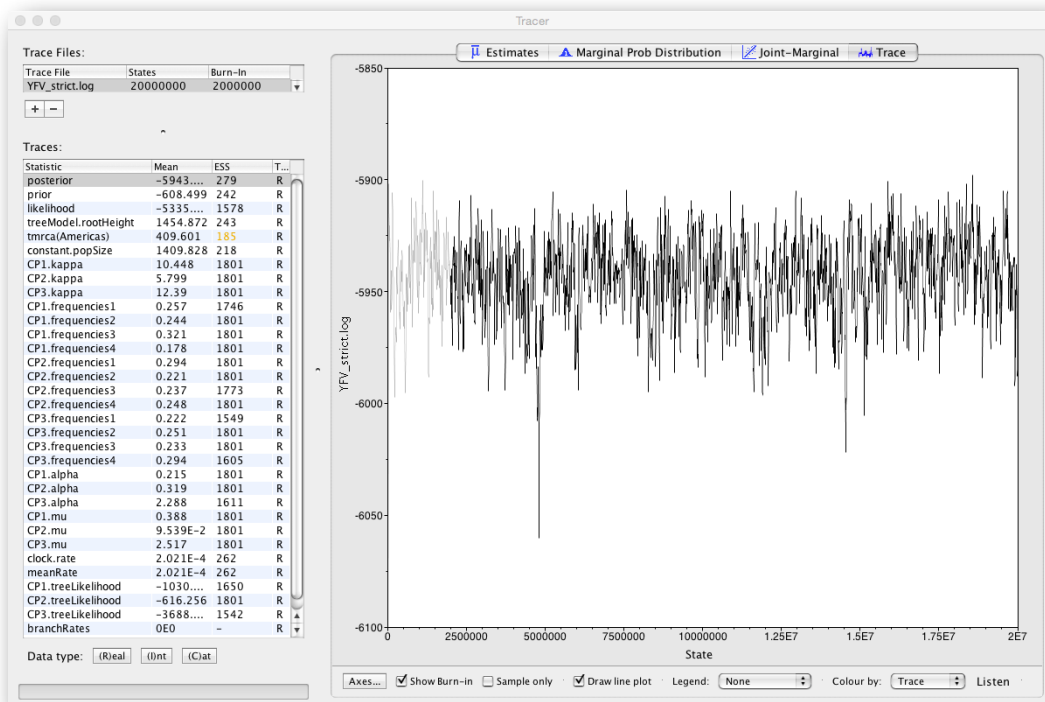 Tracer
Trace Files:
Trace File States Burn-In
YFV_strict.log 20000000 2000000
+ -
Traces:
Statistic Mean ESS T...
posterior -5943.... 279 R
prior -608.499 242 R
likelihood -5335.... 1578 R
treeModel.rootHeight 1454.872 243 R
tmrca(Americas) 409.601 185 R
constant.popSize 1409.828 218 R
CP1.kappa 10.448 1801 R
CP2.kappa 5.799 1801 R
CP3.kappa 12.39 1801 R
CP1.frequencies1 0.257 1746 R
CP1.frequencies2 0.244 1801 R
CP1.frequencies3 0.321 1801 R
CP1.frequencies4 0.178 1801 R
CP2.frequencies1 0.294 1801 R
CP2.frequencies2 0.221 1801 R
CP2.frequencies3 0.237 1773 R
CP2.frequencies4 0.248 1801 R
CP3.frequencies1 0.222 1549 R
CP3.frequencies2 0.251 1801 R
CP3.frequencies3 0.233 1801 R
CP3.frequencies4 0.294 1605 R
CP1.alpha 0.215 1801 R
CP2.alpha 0.319 1801 R
CP3.alpha 2.288 1611 R
CP1.mu 0.388 1801 R
CP2.mu 9.539E-2 1801 R
CP3.mu 2.517 1801 R
clock.rate 2.021E-4 262 R
meanRate 2.021E-4 262 R
CP1.treeLikelihood -1030.... 1650 R
CP2.treeLikelihood -616.256 1801 R
CP3.treeLikelihood -3688.... 1542 R
branchRates 0E0 - R
Data type: (R)eal (I)nt (C)at
μ Estimates Marginal Prob Distribution Joint-Marginal Trace
-5850
-5900
-5950
-6000
-6050
-6100
YFV_strict.log
0 2500000 5000000 7500000 10000000 1.25E7 1.5E7 1.75E7 2E7
State
Axes... Show Burn-in Sample only Draw line plot Legend: None Colour by: Trace Listen